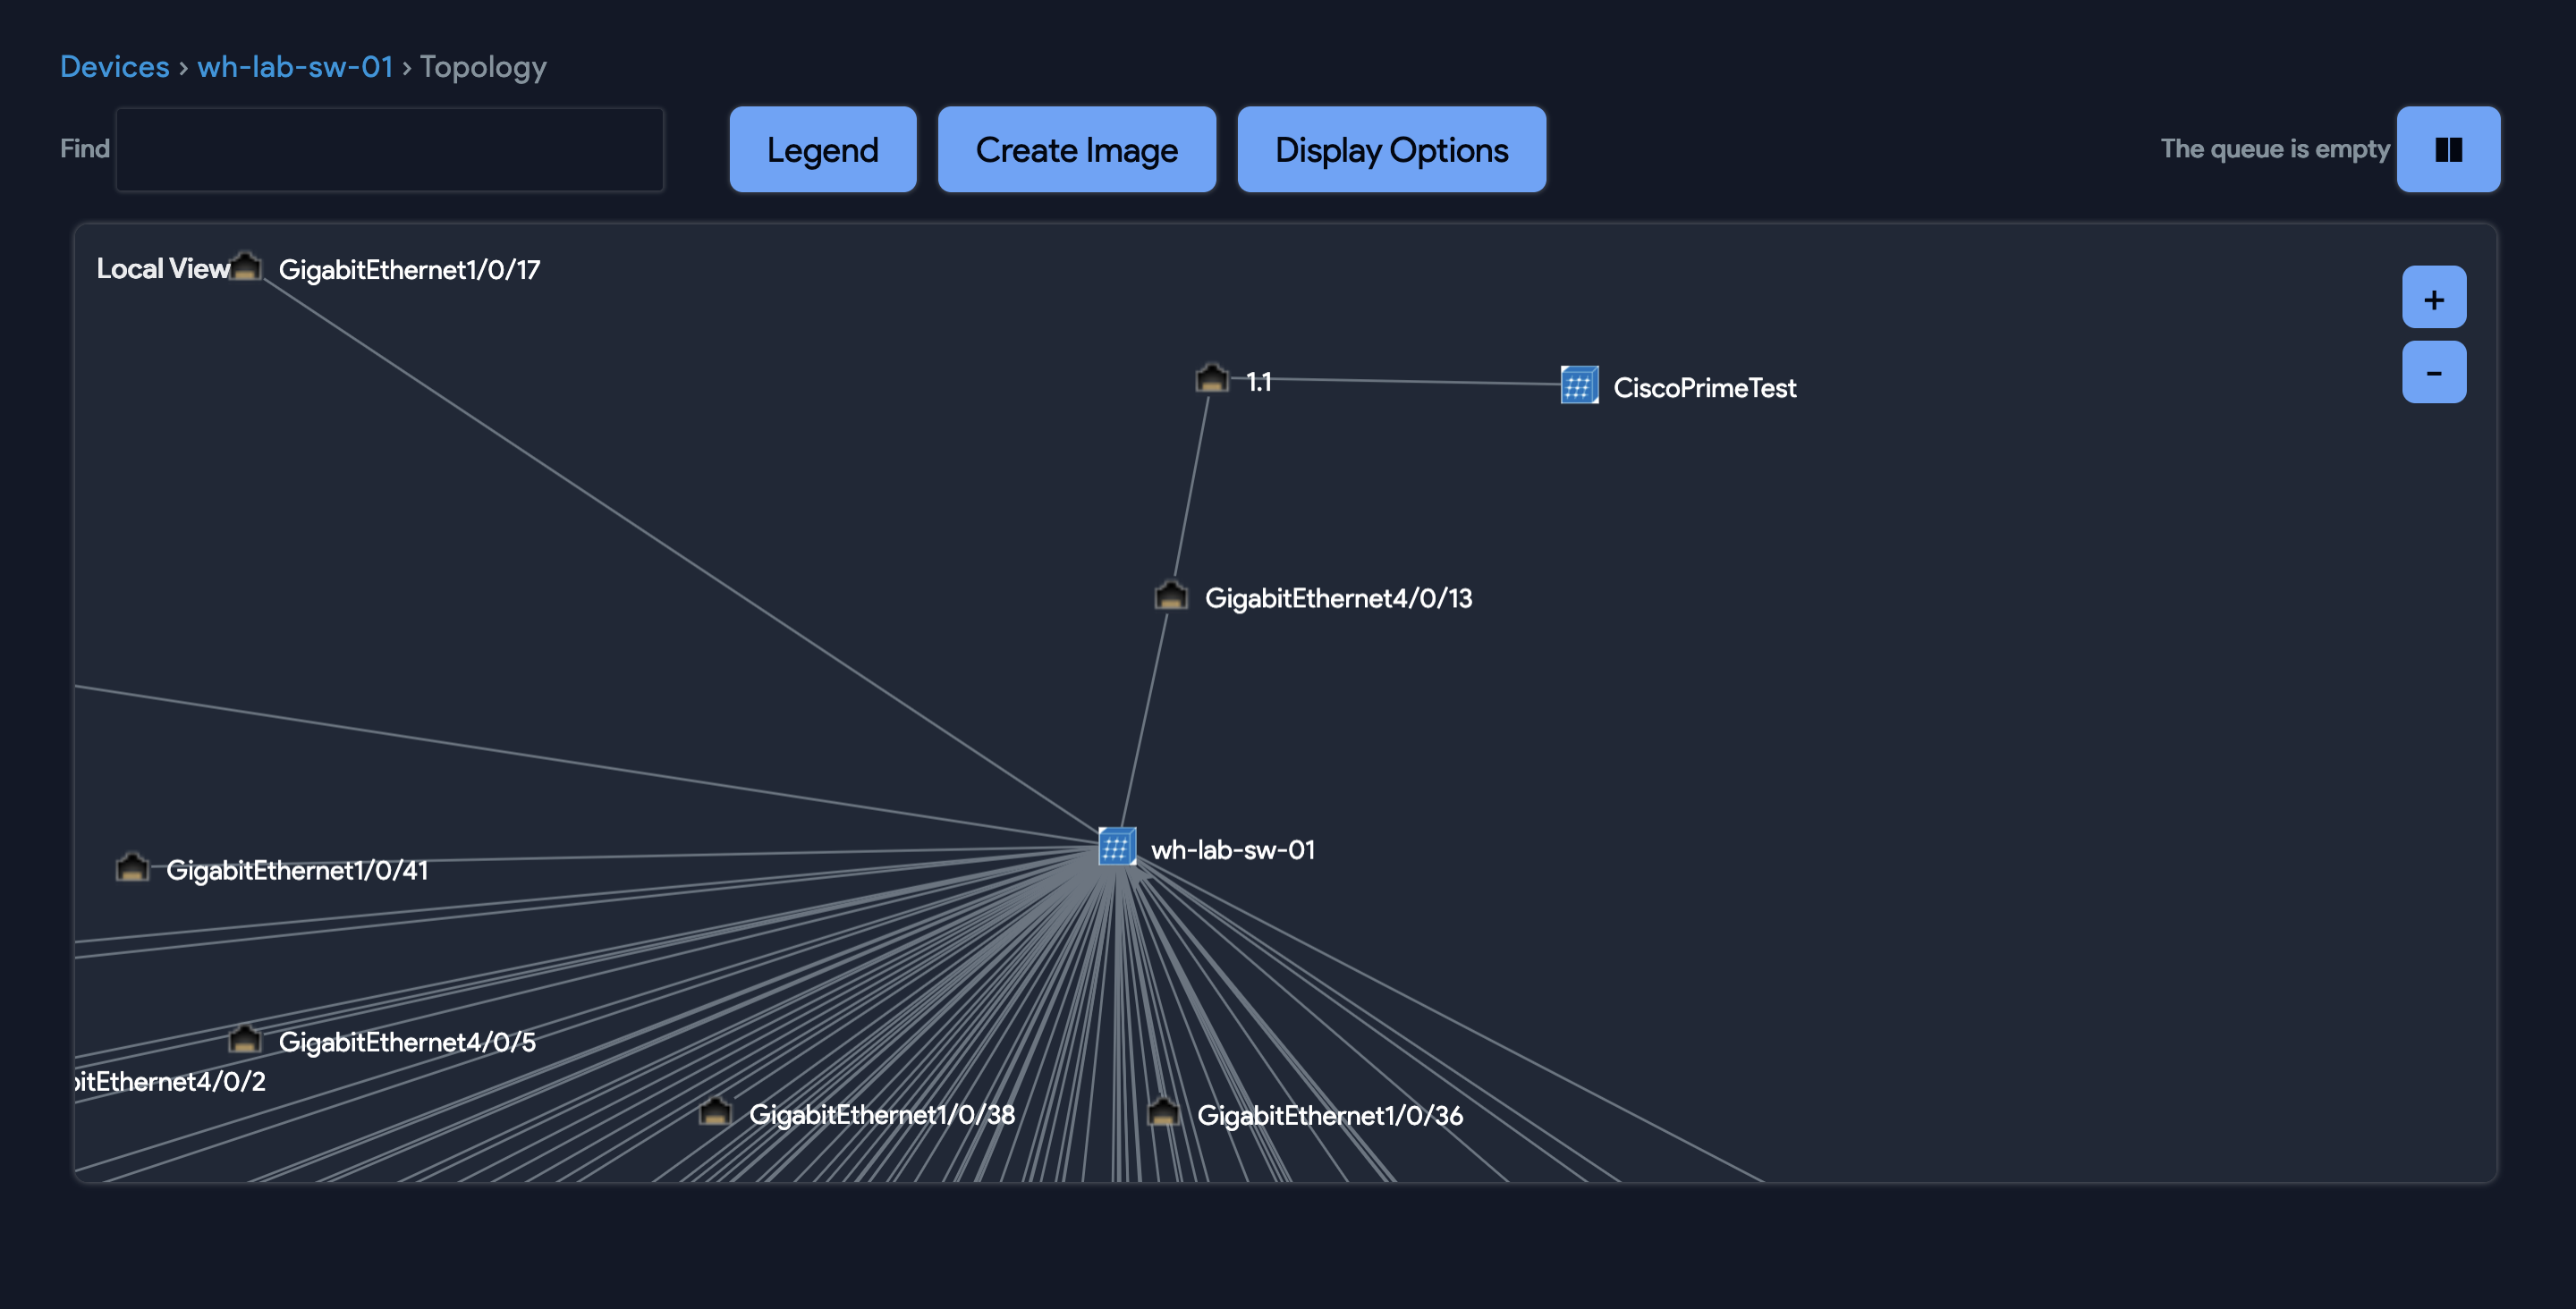 Devices › wh-lab-sw-01 › Topology
Find
Legend
Create Image
Display Options
The queue is empty
Local View
GigabitEthernet1/0/17
+
1.1
CiscoPrimeTest
-
GigabitEthernet4/0/13
wh-lab-sw-01
GigabitEthernet1/0/41
GigabitEthernet4/0/5
bitEthernet4/0/2
GigabitEthernet1/0/38
GigabitEthernet1/0/36